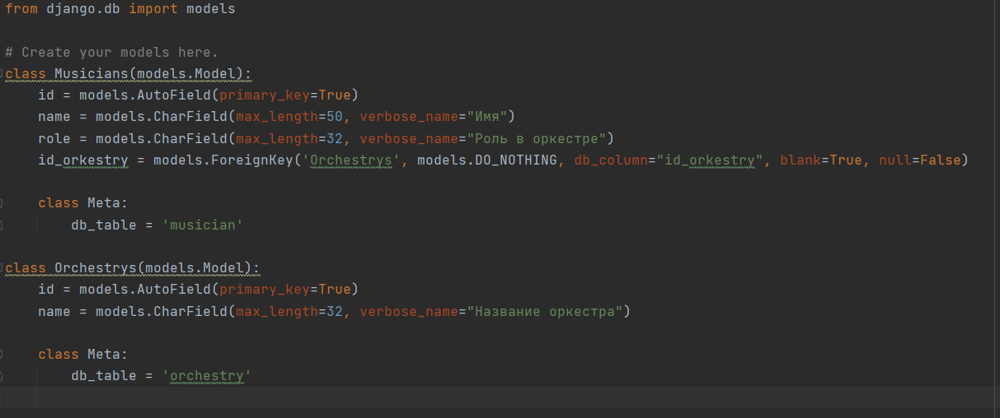 from django.db import models
# Create your models here.
class Musicians(models.Model):
    id = models.AutoField(primary_key=True)
    name = models.CharField(max_length=50, verbose_name="Имя")
    role = models.CharField(max_length=32, verbose_name="Роль в оркестре")
    id_orkestry = models.ForeignKey('Orchestrys', models.DO_NOTHING, db_column="id_orkestry", blank=True, null=False)
    class Meta:
        db_table = 'musician'
class Orchestrys(models.Model):
    id = models.AutoField(primary_key=True)
    name = models.CharField(max_length=32, verbose_name="Название оркестра")
    class Meta:
        db_table = 'orchestry'